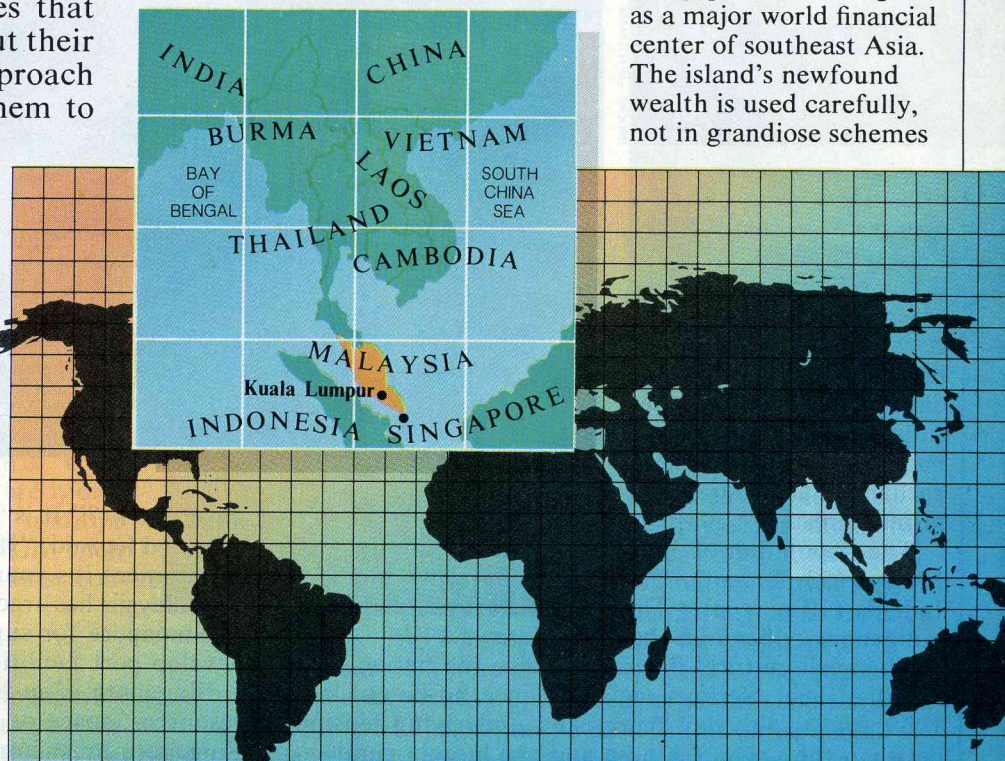 es that
ut their
proach
nem to
as a major world financial
center of southeast Asia.
The island's newfound
wealth is used carefully,
not in grandiose schemes
INDIA
CHINA
BURMA
VIETNAM
LAOS
BAY
OF
BENGAL
SOUTH
CHINA
SEA
THAILAND
CAMBODIA
MALAYSIA
Kuala Lumpur
INDONESIA
SINGAPORE